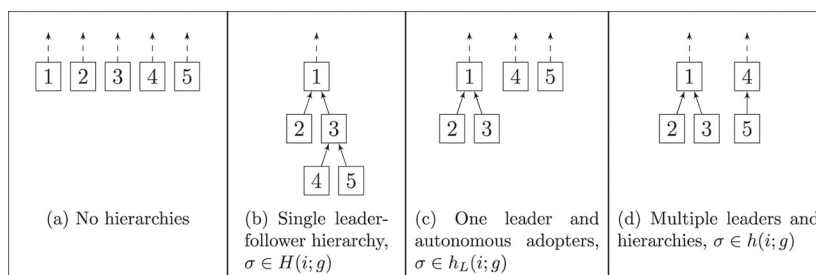 1 2 3 4 5
1
2 3
4 5
(a) No hierarchies
(b) Single leader-
follower hierarchy,
σ ∈ H(i; g)
1 4 5
2 3
(c) One leader and
autonomous adopters,
σ ∈ h_L(i; g)
1 4
2 3 5
(d) Multiple leaders and
hierarchies, σ ∈ h(i; g)